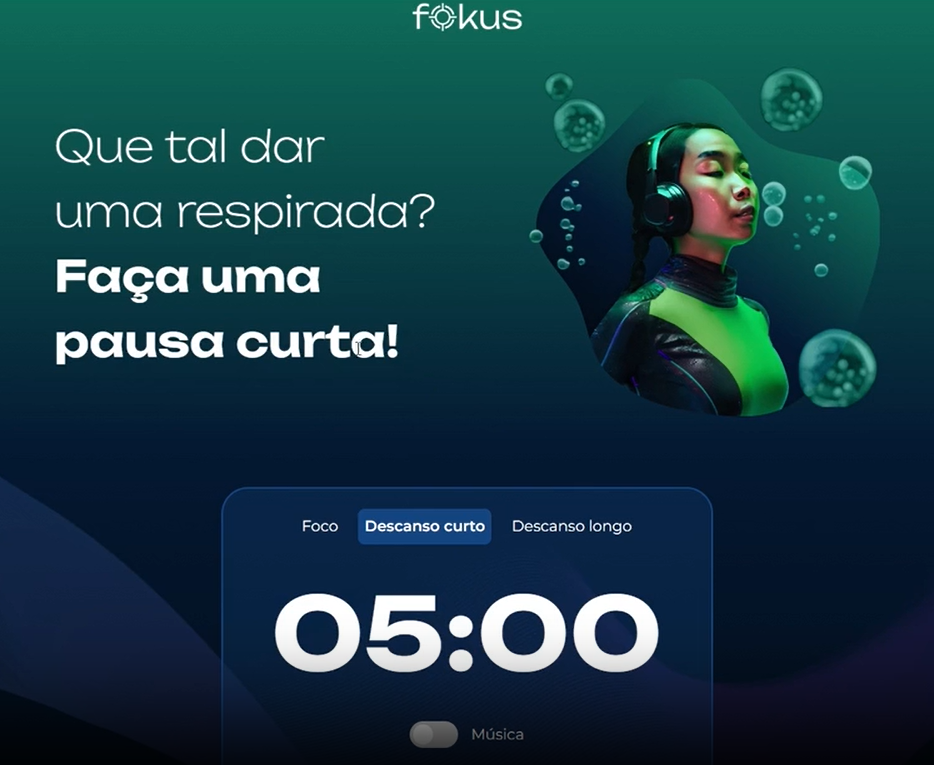 fokus
Que tal dar
uma respirada?
Faça uma
pausa curta!
Foco Descanso curto Descanso longo
05:00
Música